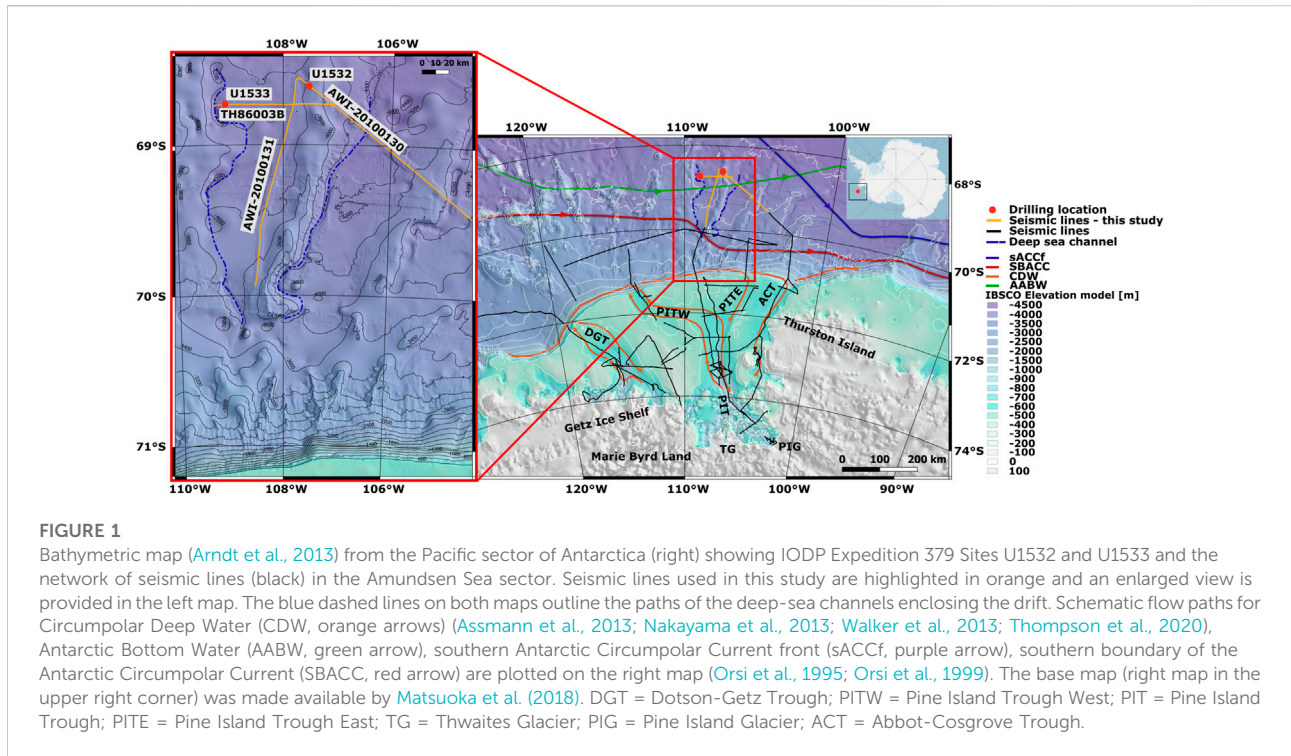 108°W
106°W
0 10 20 km
U1532
U1533
TH86003B
AWI-20100130
AWI-20100131
69°S
70°S
71°S
110°W
108°W
106°W
120°W
110°W
100°W
68°S
70°S
72°S
74°S
PITE
ACT
PITW
DGT
Thurston Island
PIT
Getz Ice Shelf
Marie Byrd Land
TG
PIG
0 100 200 km
120°W
110°W
100°W
90°W
Drilling location
Seismic lines - this study
Seismic lines
Deep sea channel
sACCf
SBACC
CDW
AABW
IBSCO Elevation model [m]
-4500
-4000
-3500
-3000
-2500
-2000
-1500
-1000
-900
-800
-700
-600
-500
-400
-300
-200
-100
0
100
FIGURE 1
Bathymetric map (Arndt et al., 2013) from the Pacific sector of Antarctica (right) showing IODP Expedition 379 Sites U1532 and U1533 and the
network of seismic lines (black) in the Amundsen Sea sector. Seismic lines used in this study are highlighted in orange and an enlarged view is
provided in the left map. The blue dashed lines on both maps outline the paths of the deep-sea channels enclosing the drift. Schematic flow paths for
Circumpolar Deep Water (CDW, orange arrows) (Assmann et al., 2013; Nakayama et al., 2013; Walker et al., 2013; Thompson et al., 2020),
Antarctic Bottom Water (AABW, green arrow), southern Antarctic Circumpolar Current front (sACCf, purple arrow), southern boundary of the
Antarctic Circumpolar Current (SBACC, red arrow) are plotted on the right map (Orsi et al., 1995; Orsi et al., 1999). The base map (right map in the
upper right corner) was made available by Matsuoka et al. (2018). DGT = Dotson-Getz Trough; PITW = Pine Island Trough West; PIT = Pine Island
Trough; PITE = Pine Island Trough East; TG = Thwaites Glacier; PIG = Pine Island Glacier; ACT = Abbot-Cosgrove Trough.